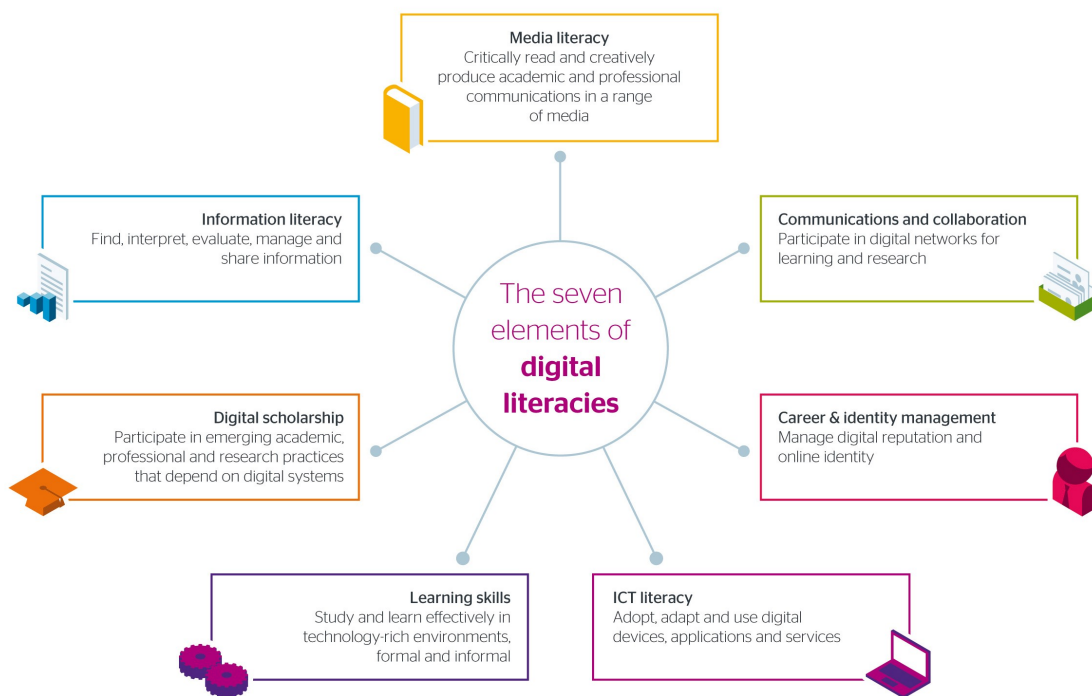 Media literacy
Critically read and creatively
produce academic and professional
communications in a range
of media
Information literacy
Find, interpret, evaluate, manage and
share information
Communications and collaboration
Participate in digital networks for
learning and research
The seven
elements of
digital
literacies
Digital scholarship
Participate in emerging academic,
professional and research practices
that depend on digital systems
Career & identity management
Manage digital reputation and
online identity
Learning skills
Study and learn effectively in
technology-rich environments,
formal and informal
ICT literacy
Adopt, adapt and use digital
devices, applications and services